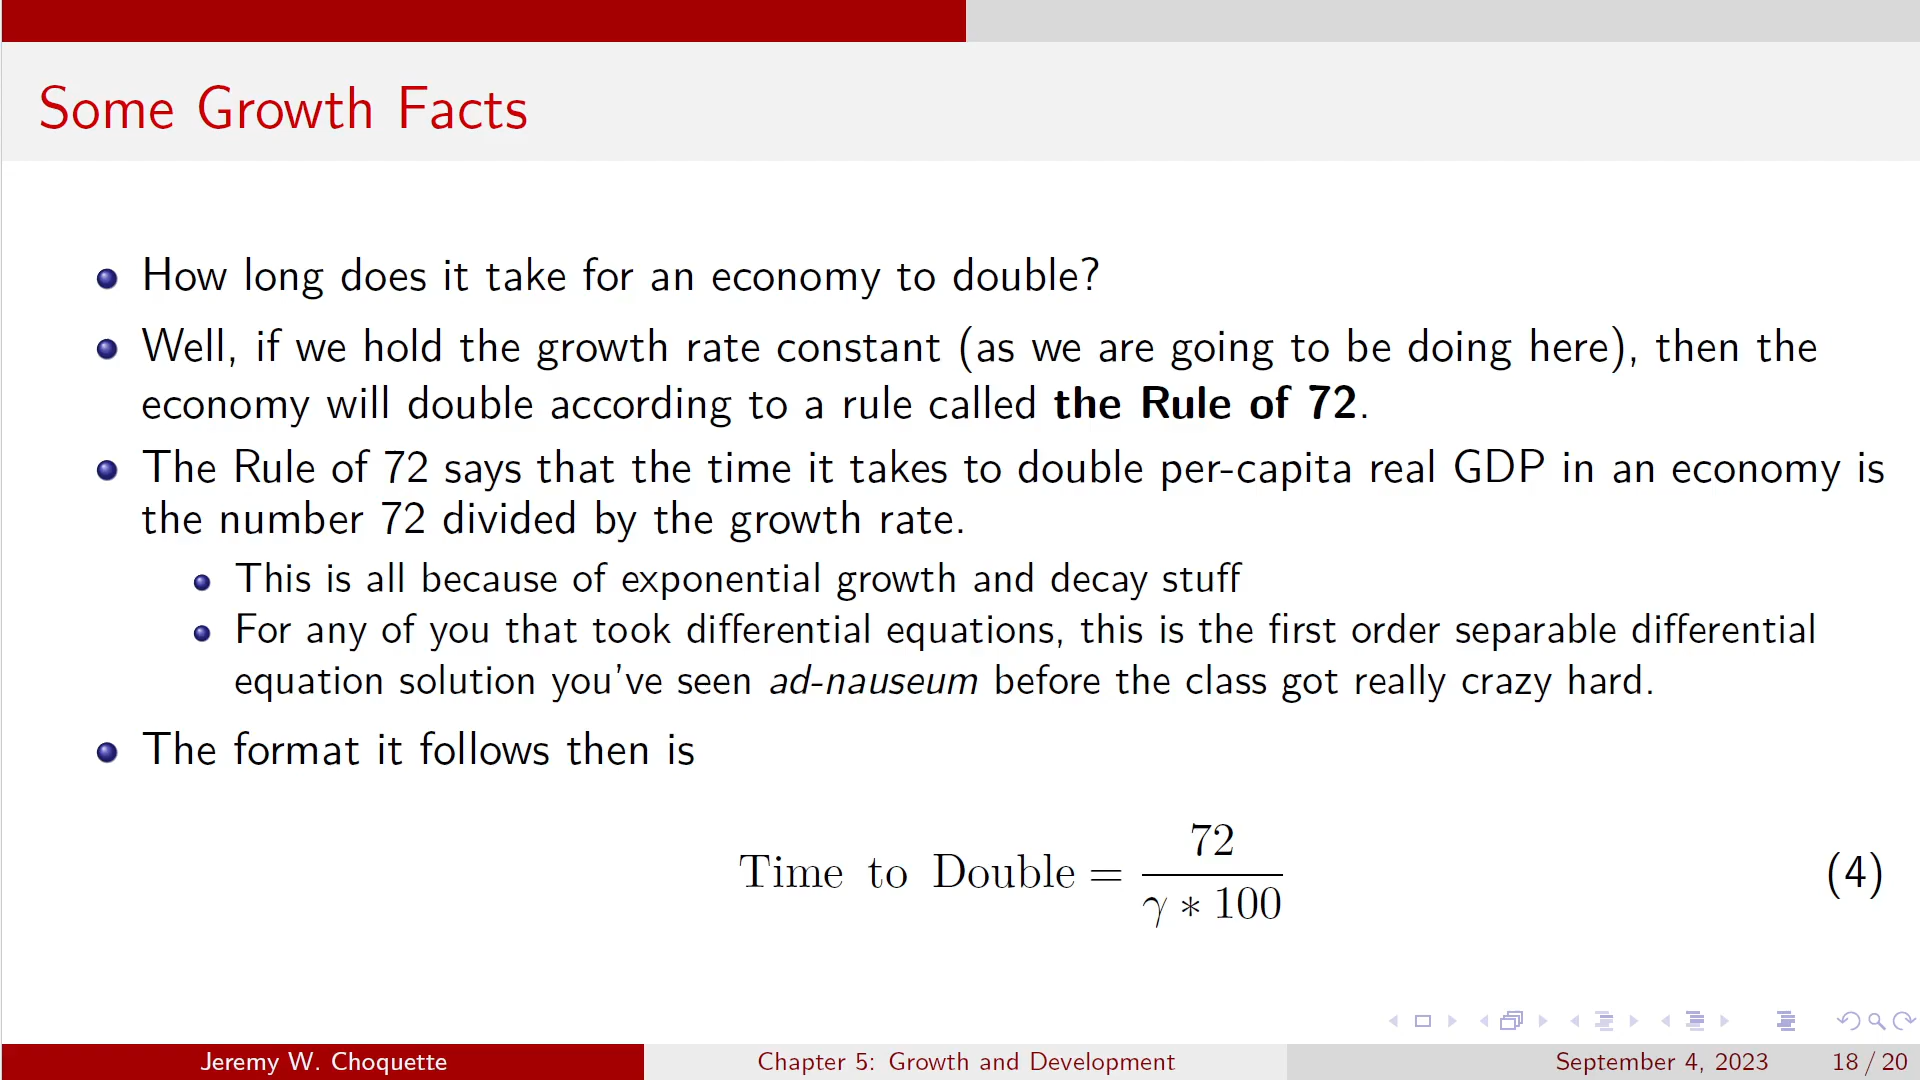 Some Growth Facts
How long does it take for an economy to double?
Well, if we hold the growth rate constant (as we are going to be doing here), then the
economy will double according to a rule called the Rule of 72.
The Rule of 72 says that the time it takes to double per-capita real GDP in an economy is
the number 72 divided by the growth rate.
This is all because of exponential growth and decay stuff
For any of you that took differential equations, this is the first order separable differential
equation solution you've seen ad-nauseum before the class got really crazy hard.
The format it follows then is
Time to Double = 72 / γ ∗ 100 (4)
Jeremy W. Choquette Chapter 5: Growth and Development September 4, 2023 18 / 20